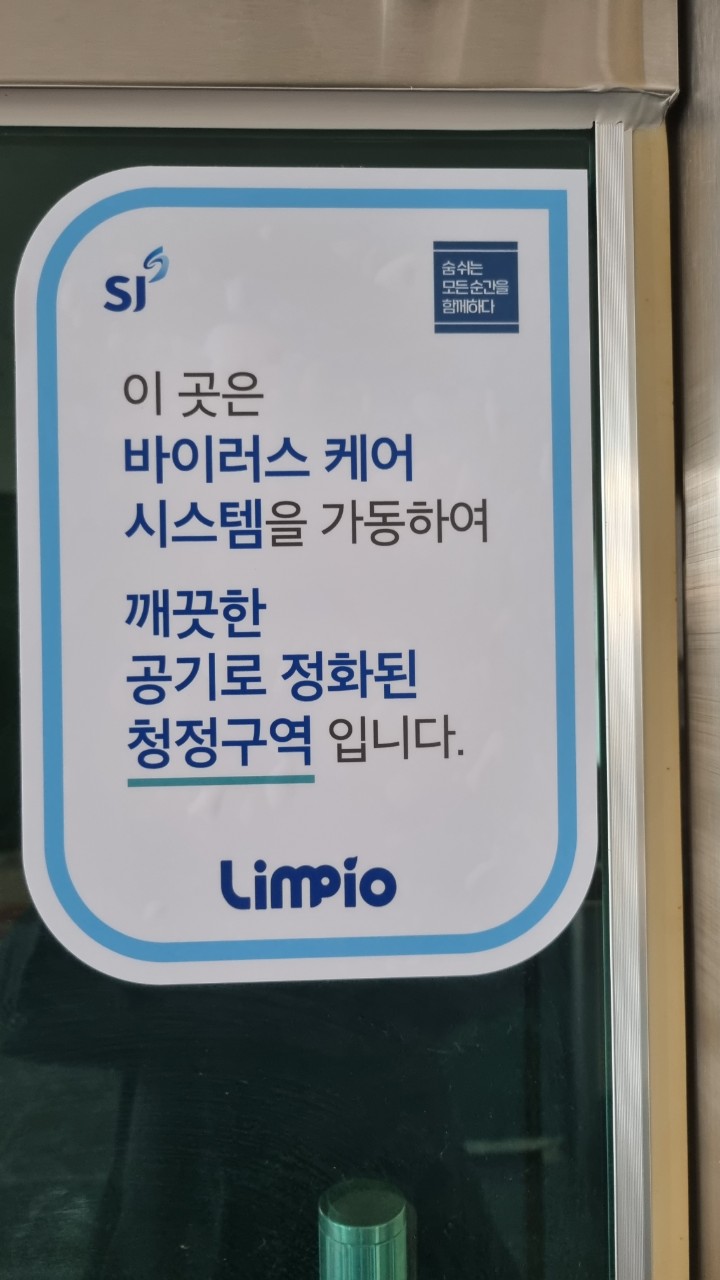 SJ
숨 쉬는
모든 순간을
함께하다
이 곳은
바이러스 케어
시스템을 가동하여
깨끗한
공기로 정화된
청정구역 입니다.
Limpio